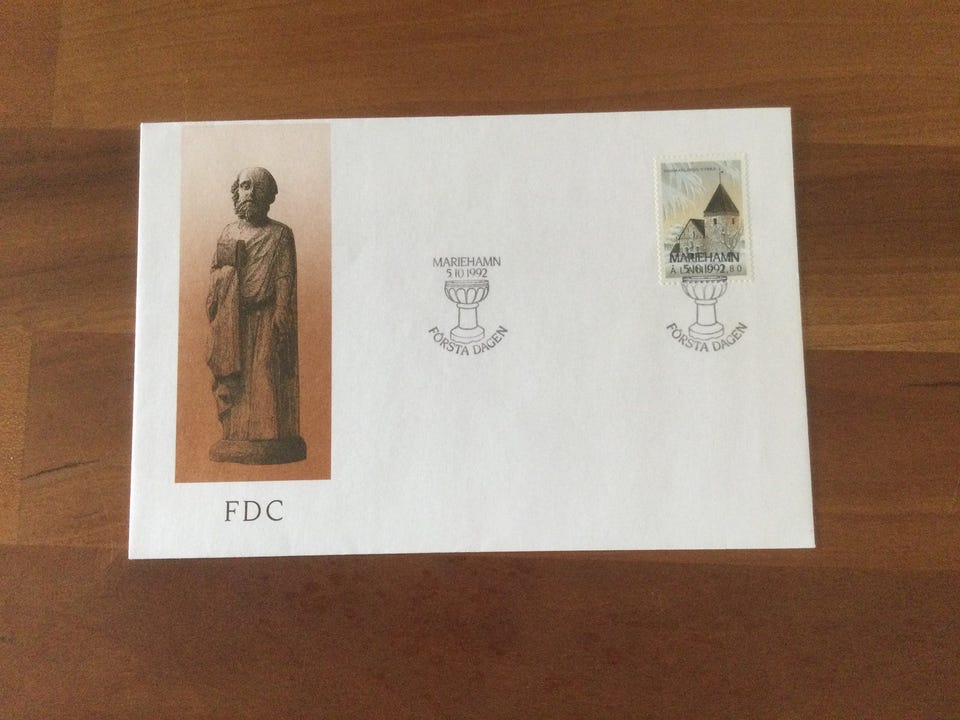 MARIEHAMN
5.10.1992
FÖRSTA DAGEN
MARIEHAMN
5.10.1992
FÖRSTA DAGEN
FDC